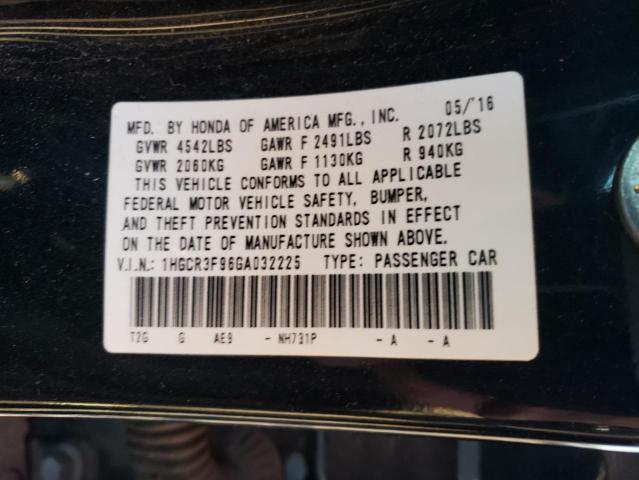 MFD. BY HONDA OF AMERICA MFG., INC. 05/'16
GVWR 4542LBS GAWR F 2491LBS R 2072LBS
GVWR 2060KG GAWR F 1130KG R 940KG
THIS VEHICLE CONFORMS TO ALL APPLICABLE
FEDERAL MOTOR VEHICLE SAFETY, BUMPER,
AND THEFT PREVENTION STANDARDS IN EFFECT
ON THE DATE OF MANUFACTURE SHOWN ABOVE.
V.I.N.: 1HGCR3F96GA032225 TYPE: PASSENGER CAR
T2G G AE9 - NH731P - A - A